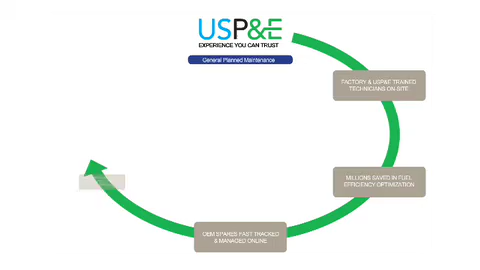 USP&E
EXPERIENCE YOU CAN TRUST
General Planned Maintenance
FACTORY & USP&E TRAINED
TECHNICIANS ON-SITE
MILLIONS SAVED IN FUEL
EFFICIENCY OPTIMIZATION
OEM SPARES FAST TRACKED
& MANAGED ONLINE